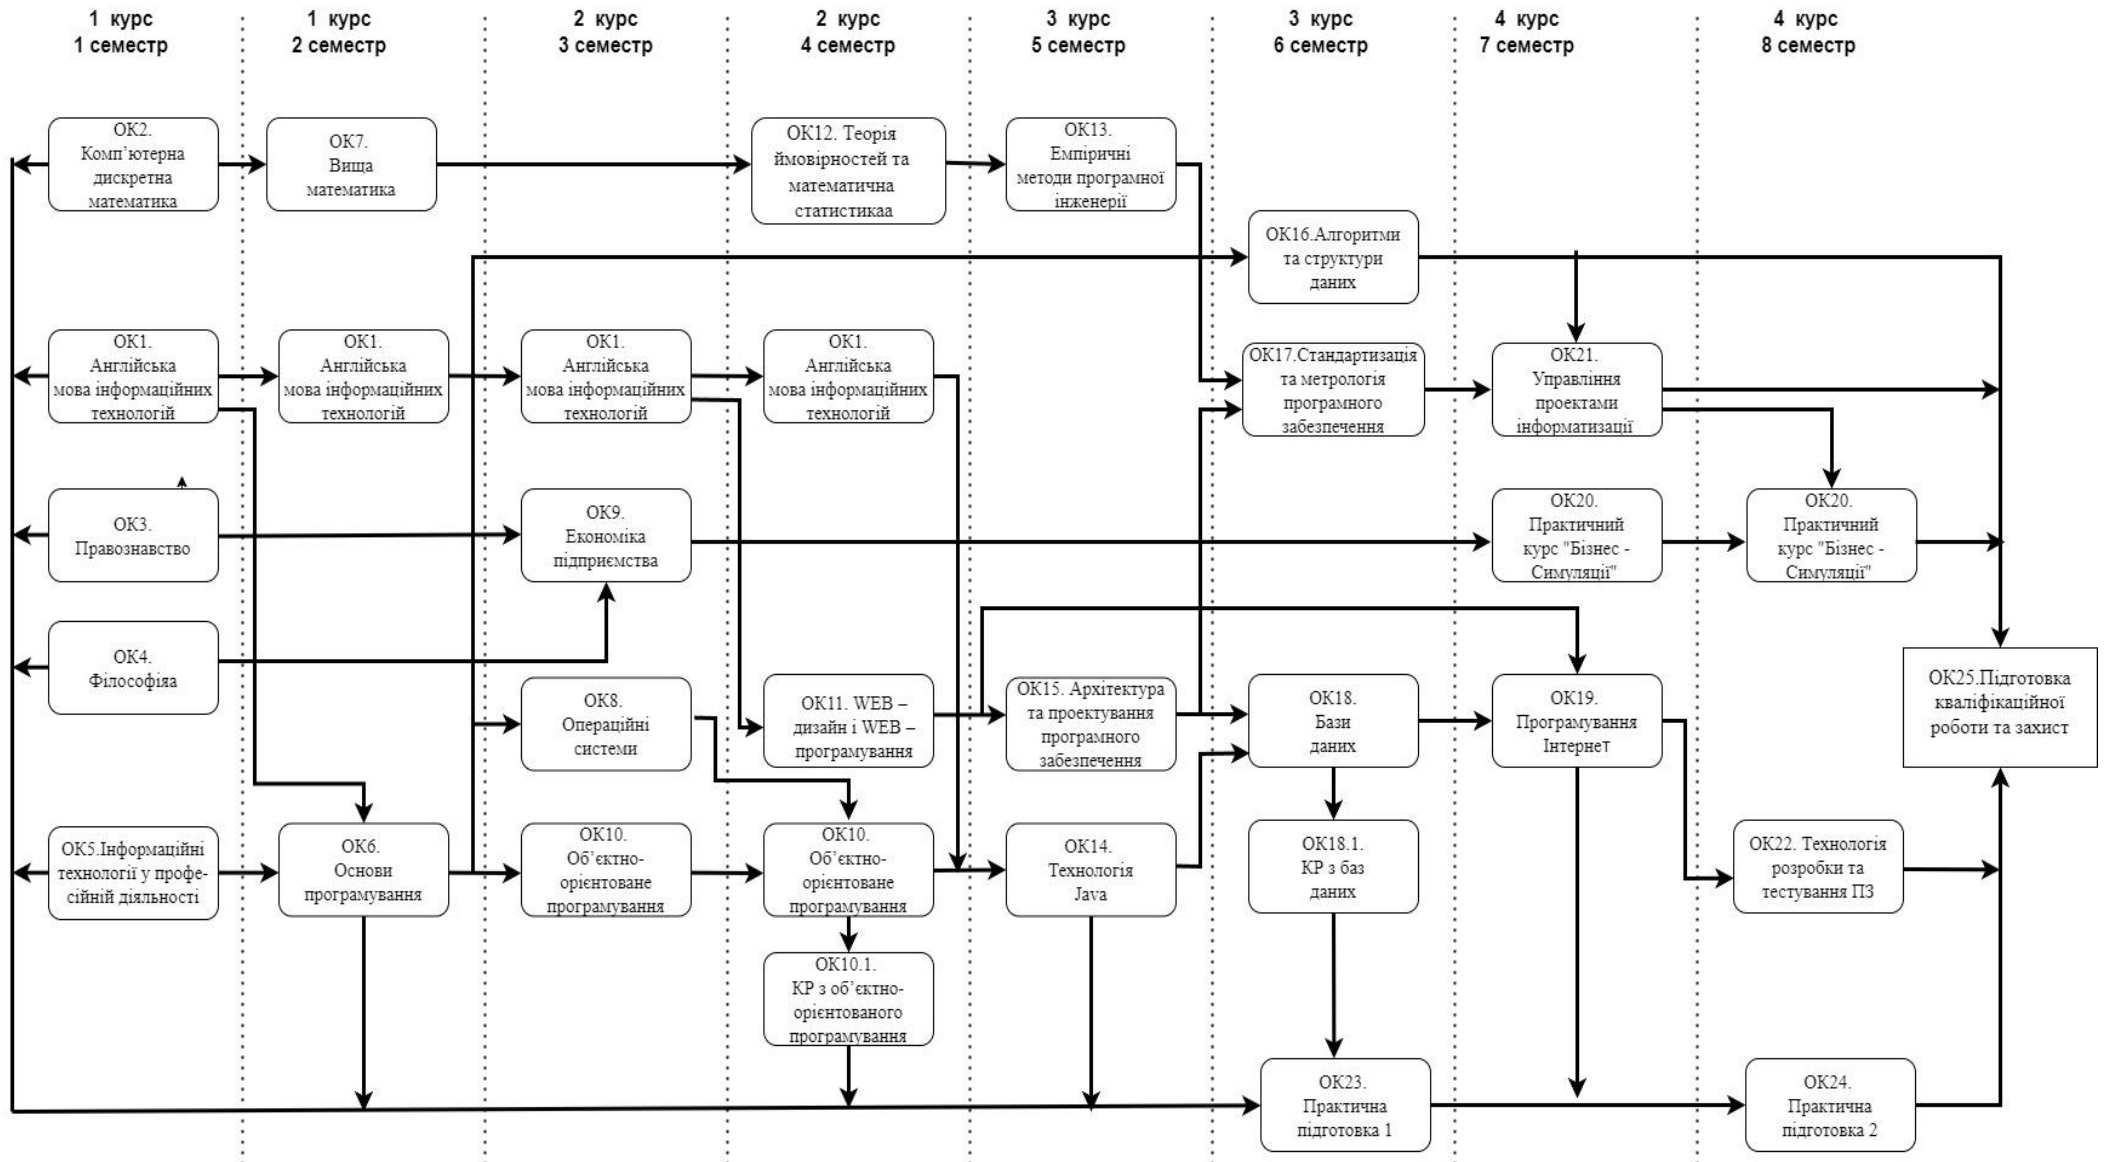 1 курс
1 семестр
1 курс
2 семестр
2 курс
3 семестр
2 курс
4 семестр
3 курс
5 семестр
3 курс
6 семестр
4 курс
7 семестр
4 курс
8 семестр
ОК2.
Комп’ютерна
дискретна
математика
ОК7.
Вища
математика
ОК12. Теорія
ймовірностей та
математична
статистикаа
ОК13.
Емпіричні
методи програмної
інженерії
ОК16.Алгоритми
та структури
даних
ОК1.
Англійська
мова інформаційних
технологій
ОК1.
Англійська
мова інформаційних
технологій
ОК1.
Англійська
мова інформаційних
технологій
ОК1.
Англійська
мова інформаційних
технологій
ОК17.Стандартизація
та метрологія
програмного
забезпечення
ОК21.
Управління
проектами
інформатизації
ОК3.
Правознавство
ОК9.
Економіка
підприємства
ОК20.
Практичний
курс "Бізнес -
Симуляції"
ОК20.
Практичний
курс "Бізнес -
Симуляції"
ОК4.
Філософіяа
ОК8.
Операційні
системи
ОК11. WEB –
дизайн і WEB –
програмування
ОК15. Архітектура
та проектування
програмного
забезпечення
ОК18.
Бази
даних
ОК19.
Програмування
Інтернет
ОК25.Підготовка
кваліфікаційної
роботи та захист
ОК5.Інформаційні
технології у профе-
сійній діяльності
ОК6.
Основи
програмування
ОК10.
Об’єктно-
орієнтоване
програмування
ОК10.
Об’єктно-
орієнтоване
програмування
ОК14.
Технологія
Java
ОК18.1.
КР з баз
даних
ОК22. Технологія
розробки та
тестування ПЗ
ОК10.1.
КР з об’єктно-
орієнтованого
програмування
ОК23.
Практична
підготовка 1
ОК24.
Практична
підготовка 2